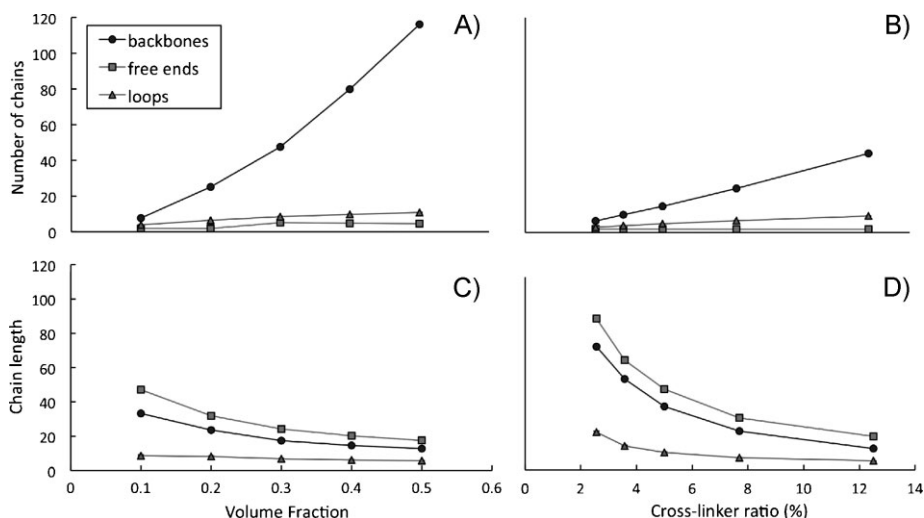 120
100
80
60
40
20
0
Number of chains
backbones
free ends
loops
A)
B)
120
100
80
60
40
20
0
Chain length
C)
D)
0 0.1 0.2 0.3 0.4 0.5 0.6
Volume Fraction
0 2 4 6 8 10 12 14
Cross-linker ratio (%)